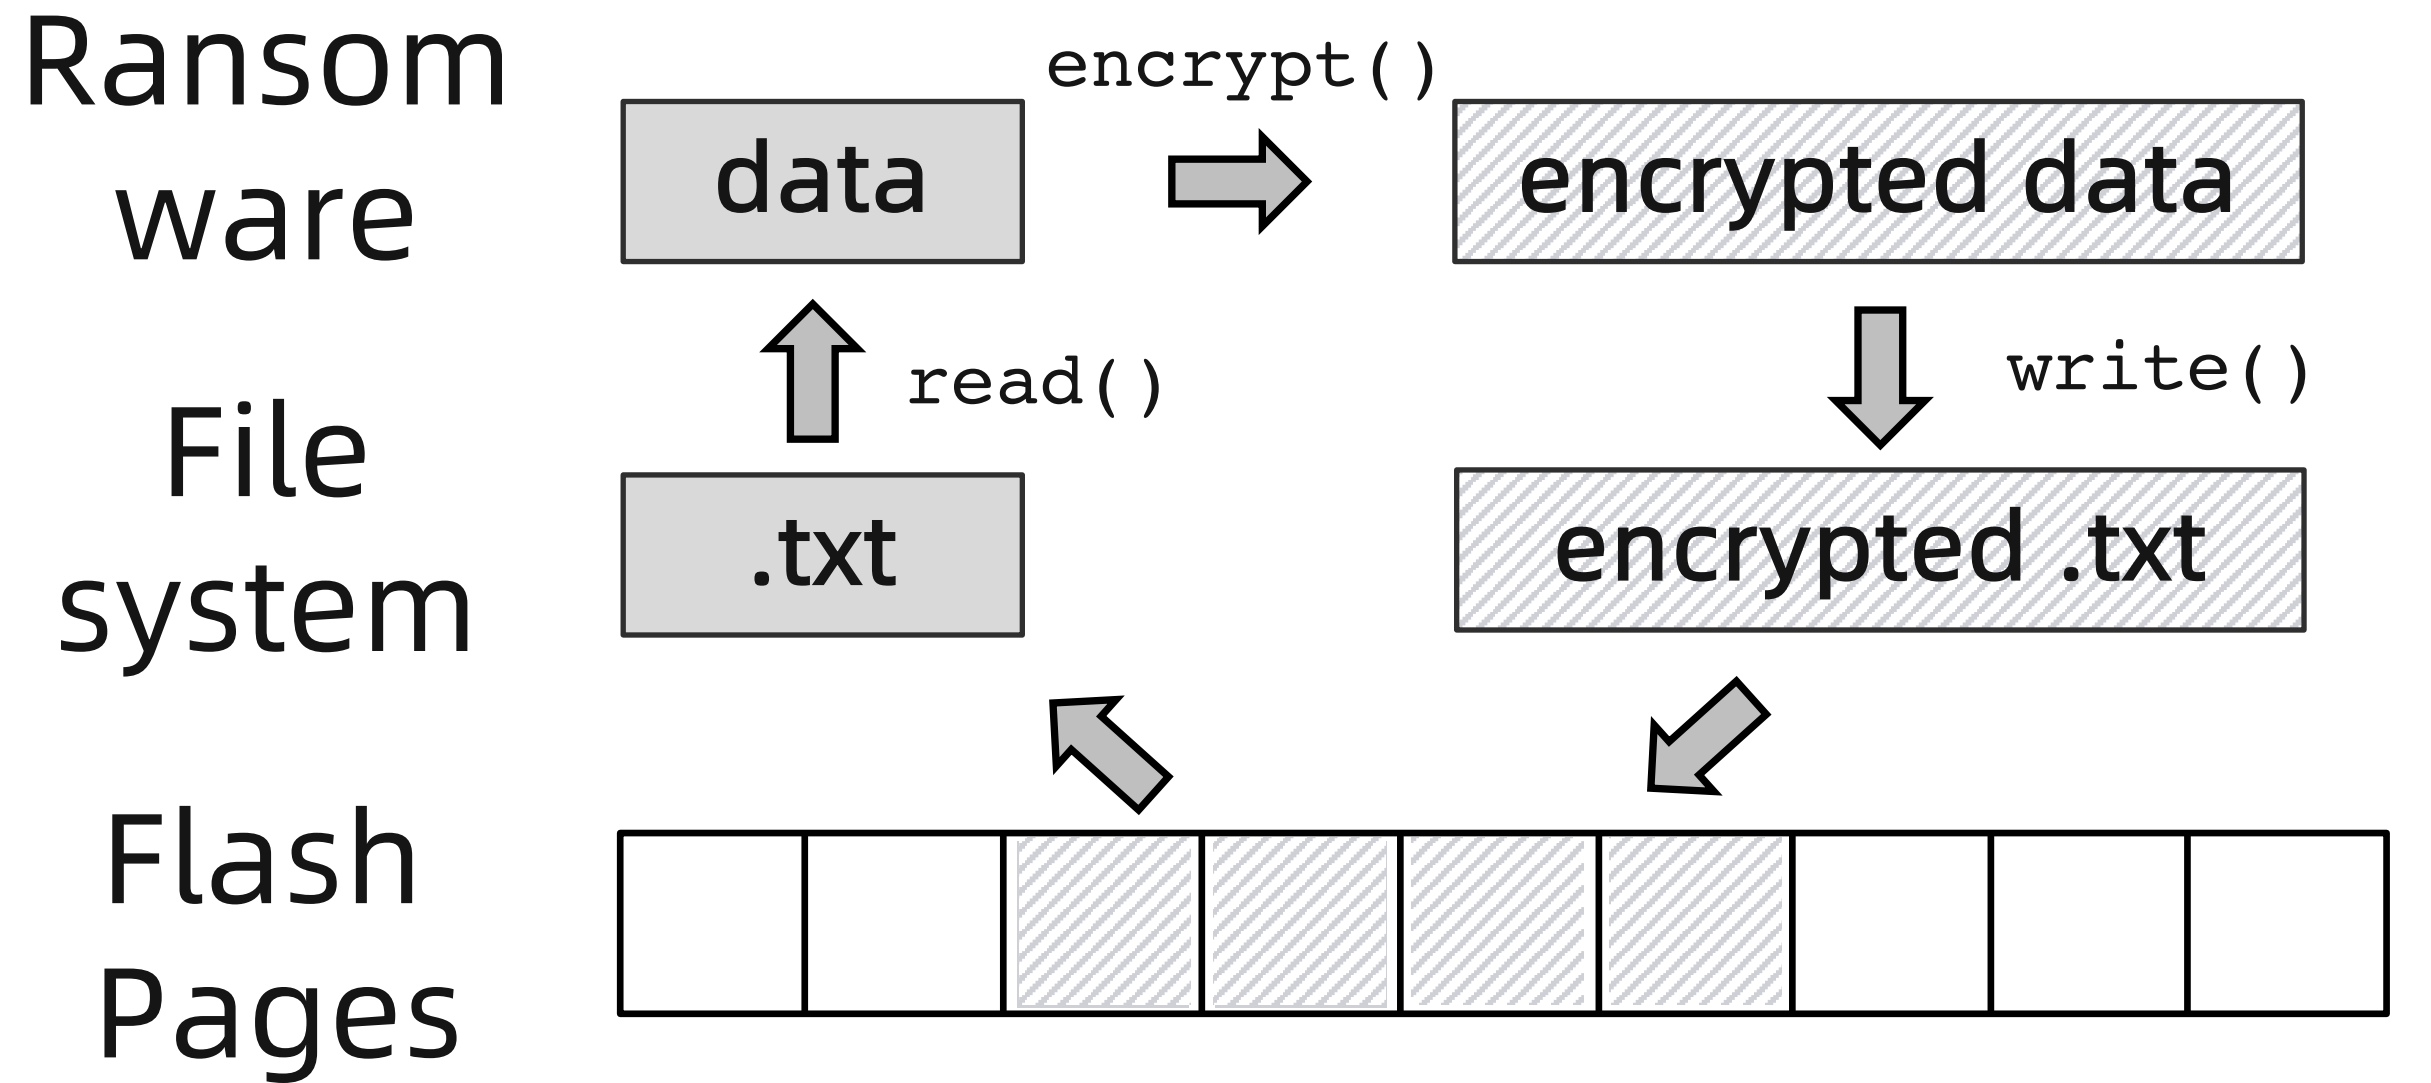 Ransom
ware
encrypt()
data
encrypted data
read()
write()
File
system
.txt
encrypted .txt
Flash
Pages